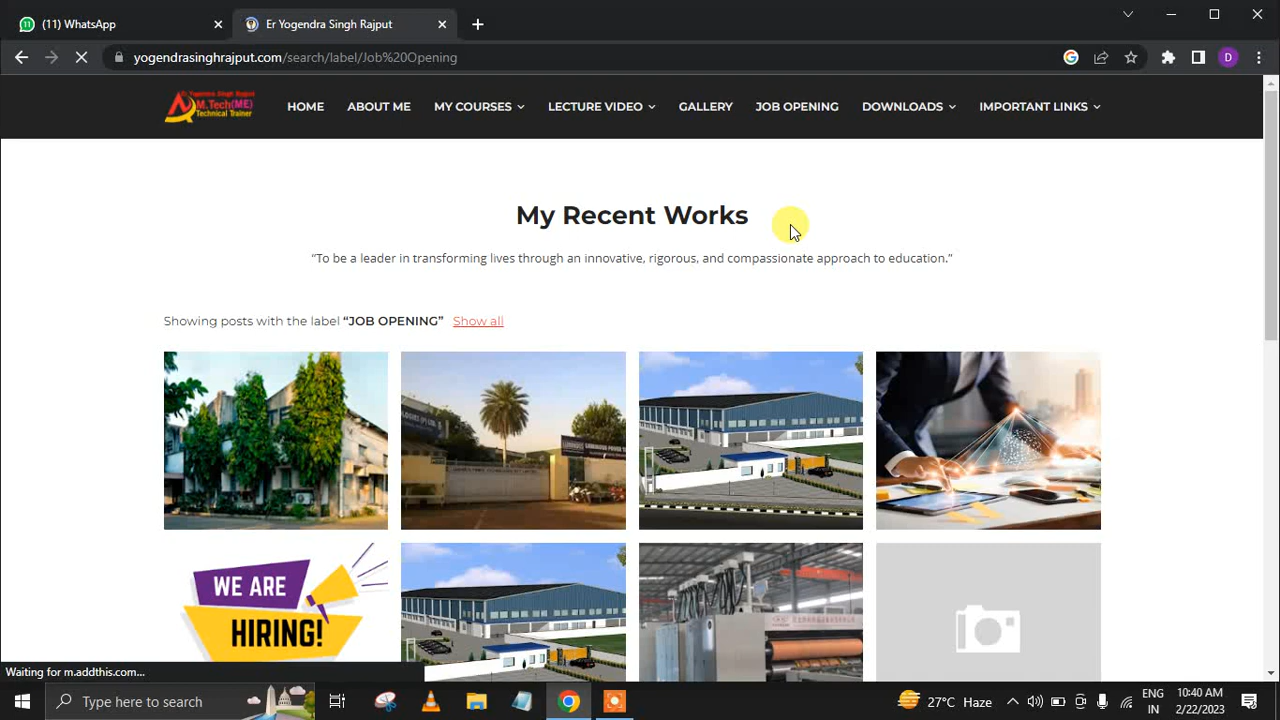 (11) WhatsApp
Er Yogendra Singh Rajput
yogendrasinghrajput.com/search/label/Job%20Opening
D
Er. Yogendra Singh Rajput
M.Tech(ME)
Technical Trainer
HOME
ABOUT ME
MY COURSES
LECTURE VIDEO
GALLERY
JOB OPENING
DOWNLOADS
IMPORTANT LINKS
My Recent Works
“To be a leader in transforming lives through an innovative, rigorous, and compassionate approach to education.”
Showing posts with the label “JOB OPENING” Show all
WE ARE
HIRING!
Waiting for m.addthis.com...
Type here to search
27°C Haze
ENG
IN
10:40 AM
2/22/2023